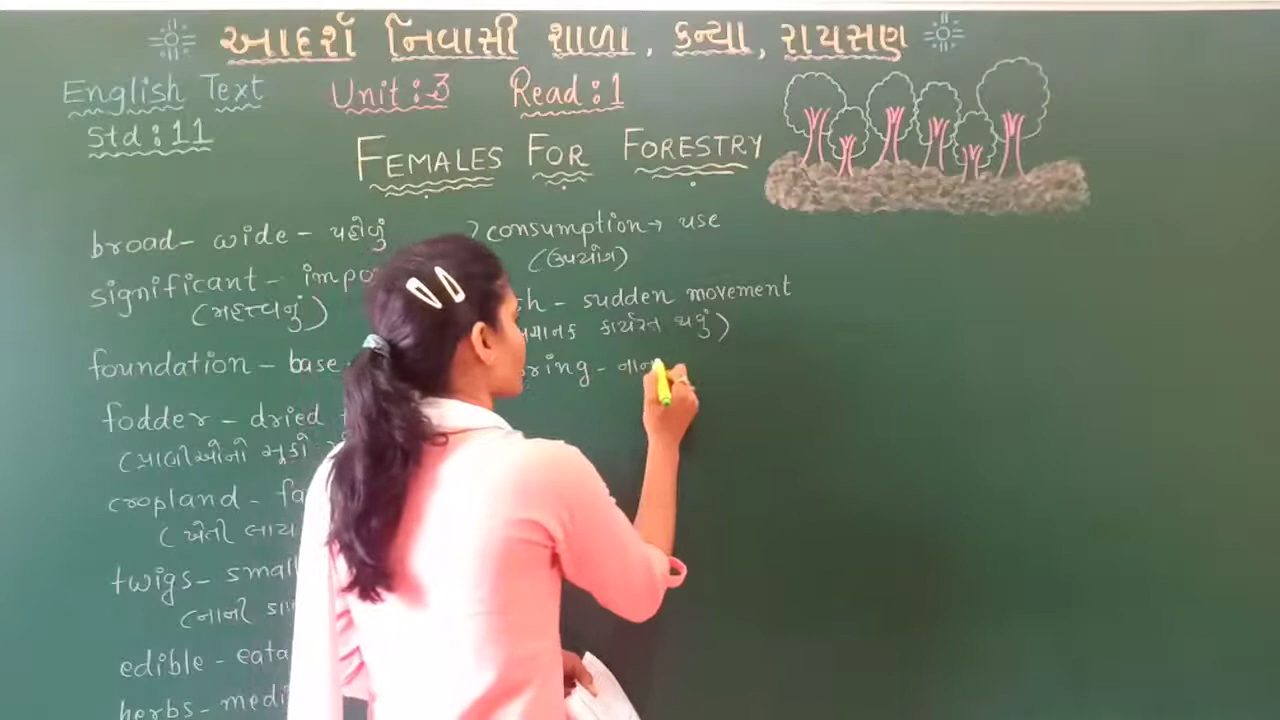 આદર્શ નિવાસી શાળા, કન્યા, રાયસણ
English Text Unit:3 Read:1
Std:11
FEMALES FOR FORESTRY
broad- wide - પહોળું
significant - impo
(મહત્ત્વનું)
foundation - base
fodder - dried
(પ્રાણીઓનો સૂકો
cropland - fa
(ખેતી લાય
twigs- small
(નાની ડા
edible - eata
herbs- medi
consumption → use
(ઉપયોગ)
ch - sudden movement
યાનક કાર્યરત થવું)
ring - નાન